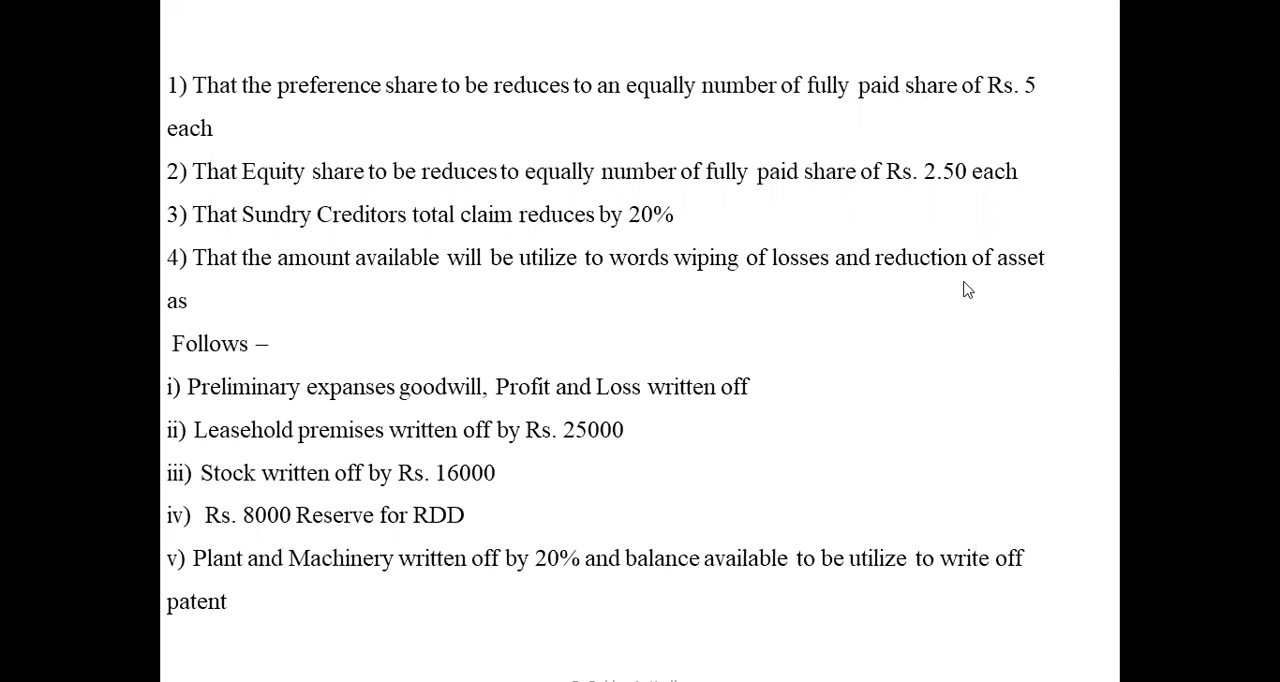 1) That the preference share to be reduces to an equally number of fully paid share of Rs. 5
each
2) That Equity share to be reduces to equally number of fully paid share of Rs. 2.50 each
3) That Sundry Creditors total claim reduces by 20%
4) That the amount available will be utilize to words wiping of losses and reduction of asset
as
Follows –
i) Preliminary expanses goodwill, Profit and Loss written off
ii) Leasehold premises written off by Rs. 25000
iii) Stock written off by Rs. 16000
iv) Rs. 8000 Reserve for RDD
v) Plant and Machinery written off by 20% and balance available to be utilize to write off
patent